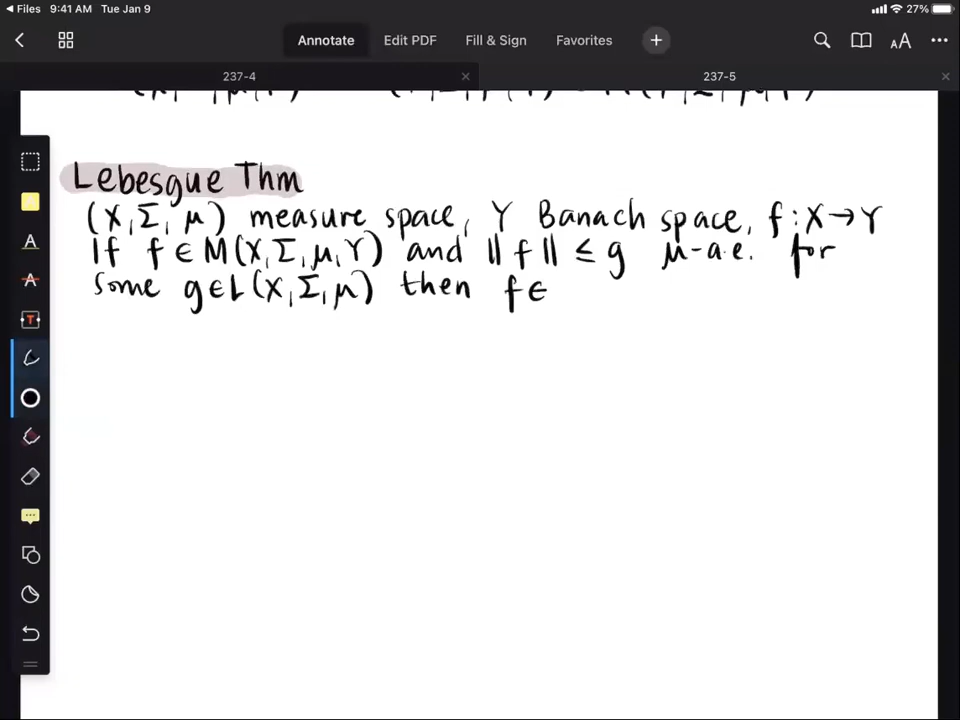 Files 9:41 AM Tue Jan 9 27%
Annotate Edit PDF Fill & Sign Favorites
237-4 237-5
Lebesgue Thm
(X, Σ, μ) measure space, Y Banach space, f: X→Y
If f ∈ M(X, Σ, μ, Y) and ‖f‖ ≤ g μ-a.e. for
some g∈L(X, Σ, μ) then f∈